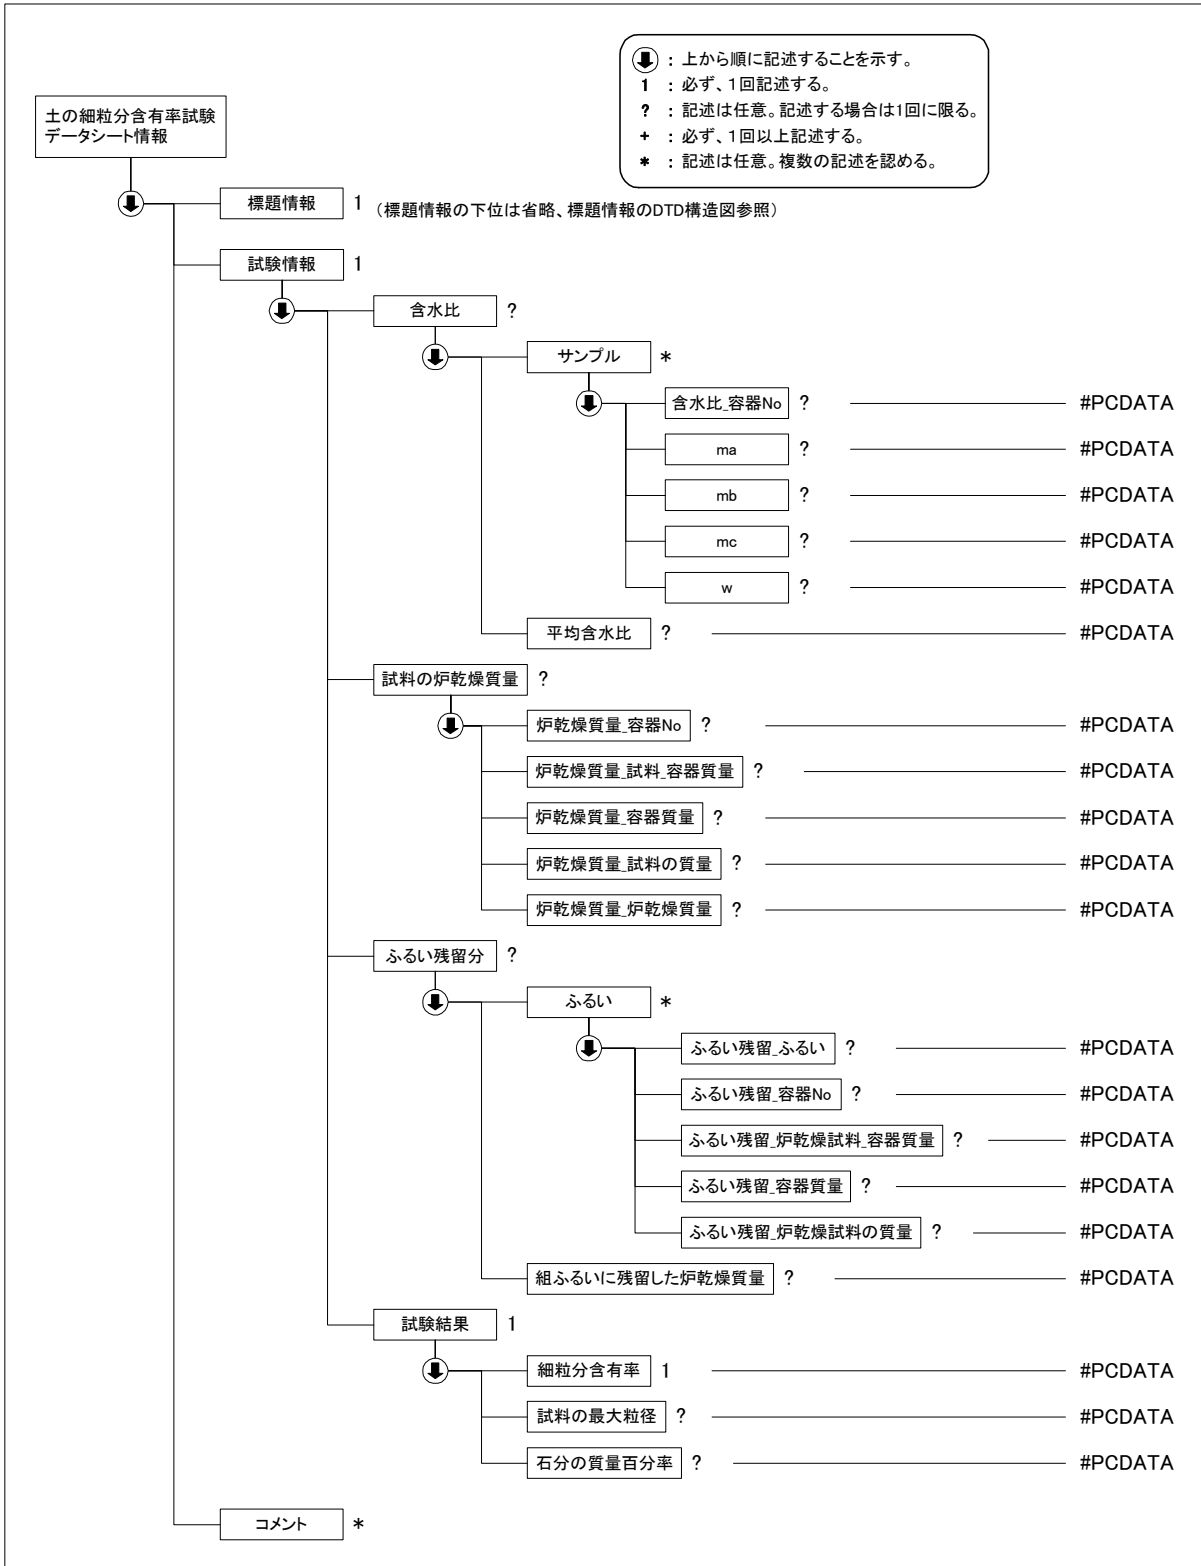 ：上から順に記述することを示す。
1：必ず、1回記述する。
?：記述は任意。記述する場合は1回に限る。
+：必ず、1回以上記述する。
*：記述は任意。複数の記述を認める。
土の細粒分含有率試験
データシート情報
標題情報 1 (標題情報の下位は省略、標題情報のDTD構造図参照)
試験情報 1
含水比 ?
サンプル *
含水比_容器No ? #PCDATA
ma ? #PCDATA
mb ? #PCDATA
mc ? #PCDATA
w ? #PCDATA
平均含水比 ? #PCDATA
試料の炉乾燥質量 ?
炉乾燥質量_容器No ? #PCDATA
炉乾燥質量_試料_容器質量 ? #PCDATA
炉乾燥質量_容器質量 ? #PCDATA
炉乾燥質量_試料の質量 ? #PCDATA
炉乾燥質量_炉乾燥質量 ? #PCDATA
ふるい残留分 ?
ふるい *
ふるい残留_ふるい ? #PCDATA
ふるい残留_容器No ? #PCDATA
ふるい残留_炉乾燥試料_容器質量 ? #PCDATA
ふるい残留_容器質量 ? #PCDATA
ふるい残留_炉乾燥試料の質量 ? #PCDATA
組ふるいに残留した炉乾燥質量 ? #PCDATA
試験結果 1
細粒分含有率 1 #PCDATA
試料の最大粒径 ? #PCDATA
石分の質量百分率 ? #PCDATA
コメント *